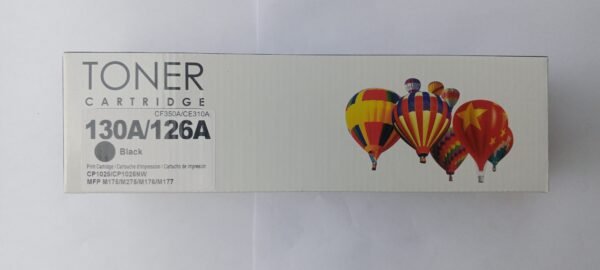 TONER
CARTRIDGE
CF350A/CE310A
130A/126A
Black
Print Cartridge / Cartouche d'impression / Cartucho de impresión
CP1025/CP1025NW
MFP M175/M275/M176/M177